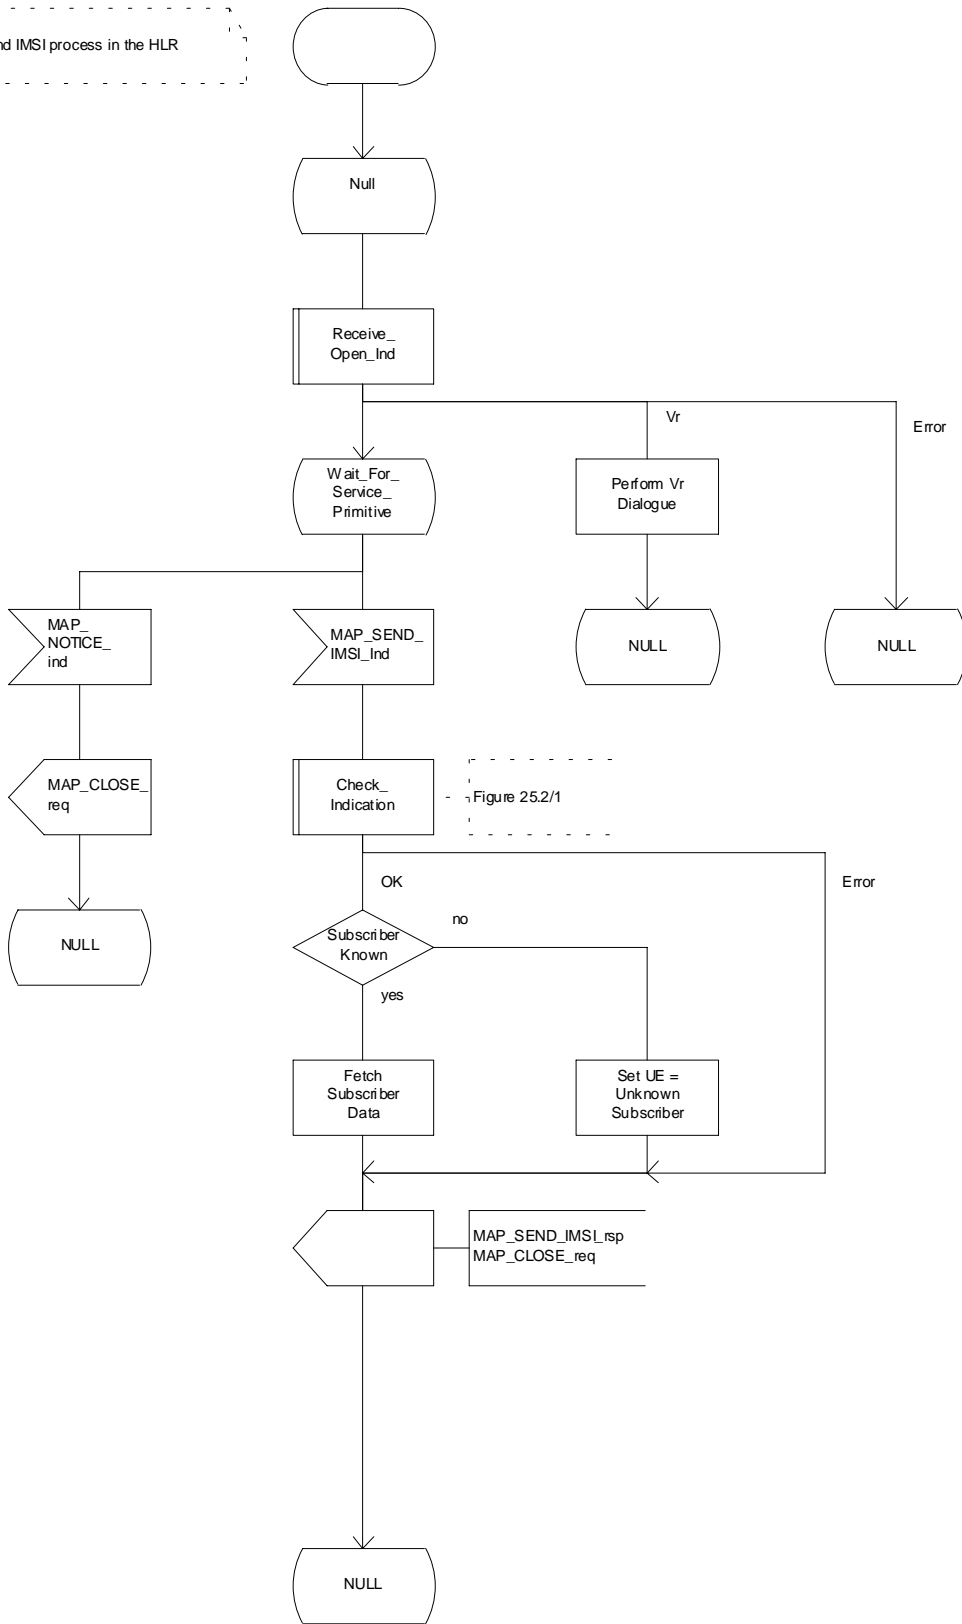 nd IMSI process in the HLR
Null
Receive_
Open_Ind
Vr
Error
Wait_For_
Service_
Primitive
Perform Vr
Dialogue
MAP_
NOTICE_
ind
MAP_SEND_
IMSI_Ind
NULL
NULL
MAP_CLOSE_
req
Check_
Indication
Figure 25.2/1
OK
Error
NULL
Subscriber
Known
no
yes
Fetch
Subscriber
Data
Set UE =
Unknown
Subscriber
MAP_SEND_IMSI_rsp
MAP_CLOSE_req
NULL